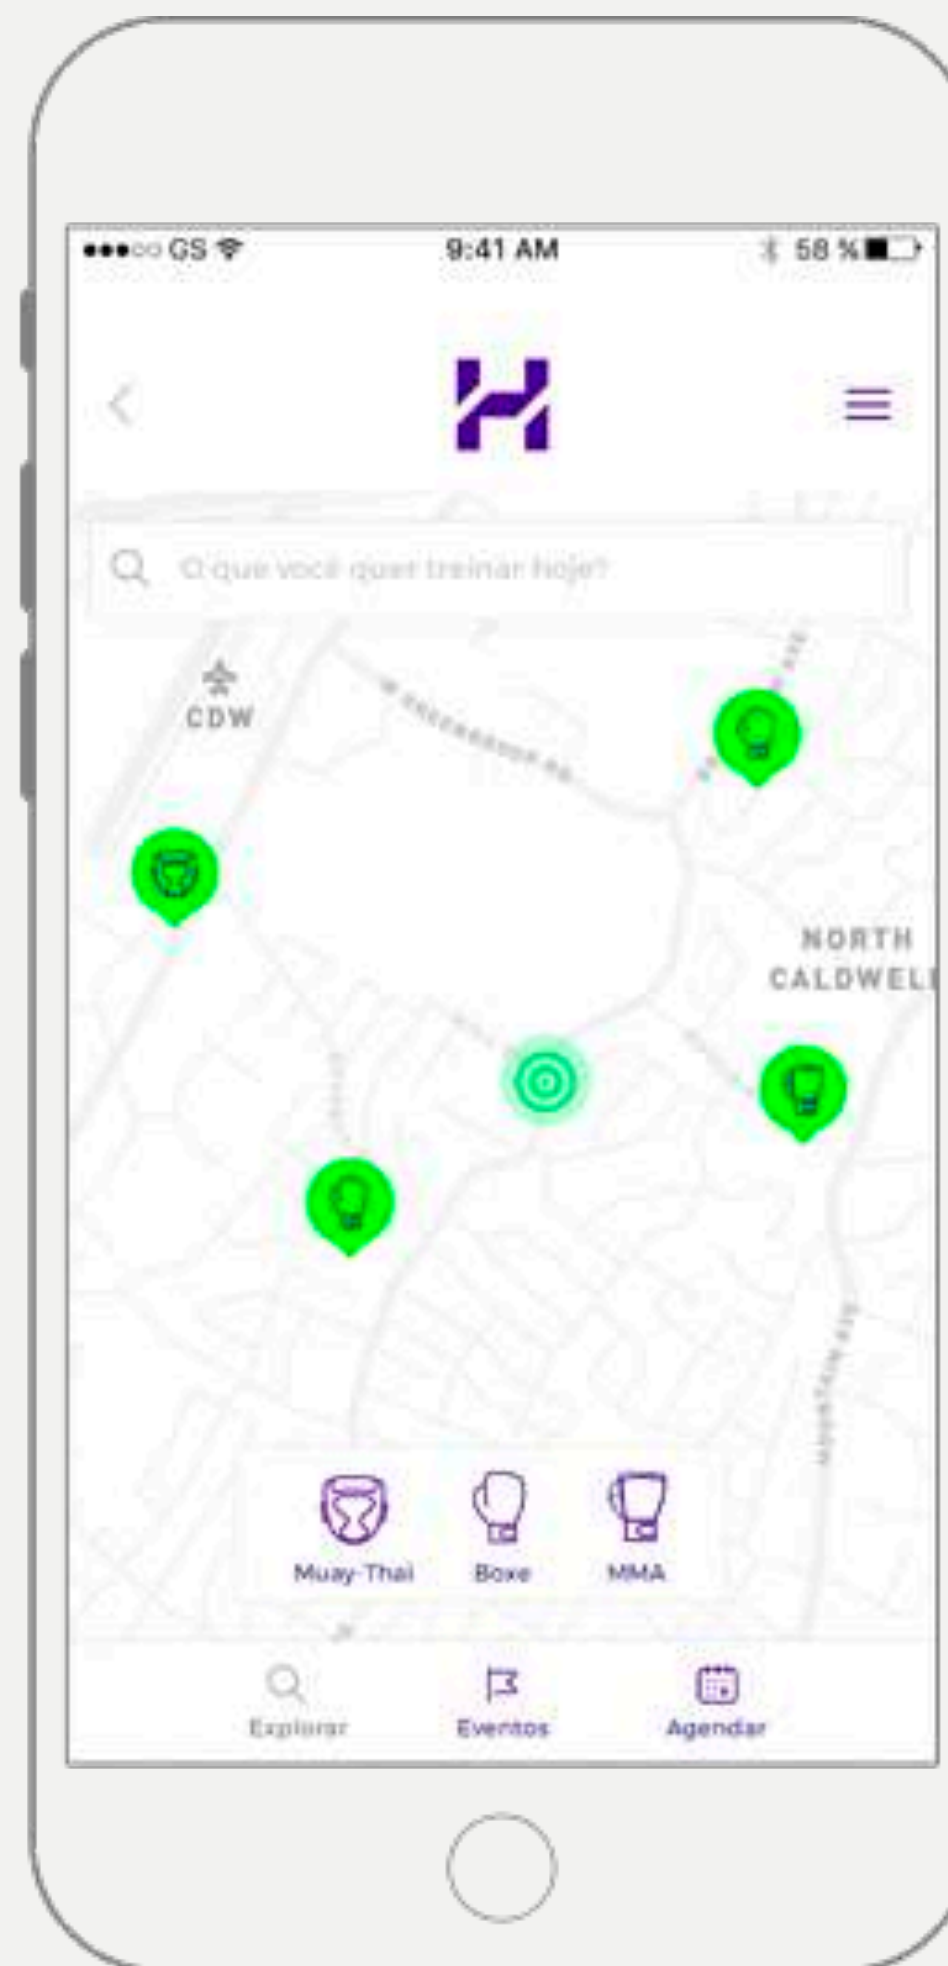 GS 9:41 AM 58 %
H
O que você quer treinar hoje?
CDW
NORTH
CALDWELL
Muay-Thai Boxe MMA
Explorar Eventos Agendar